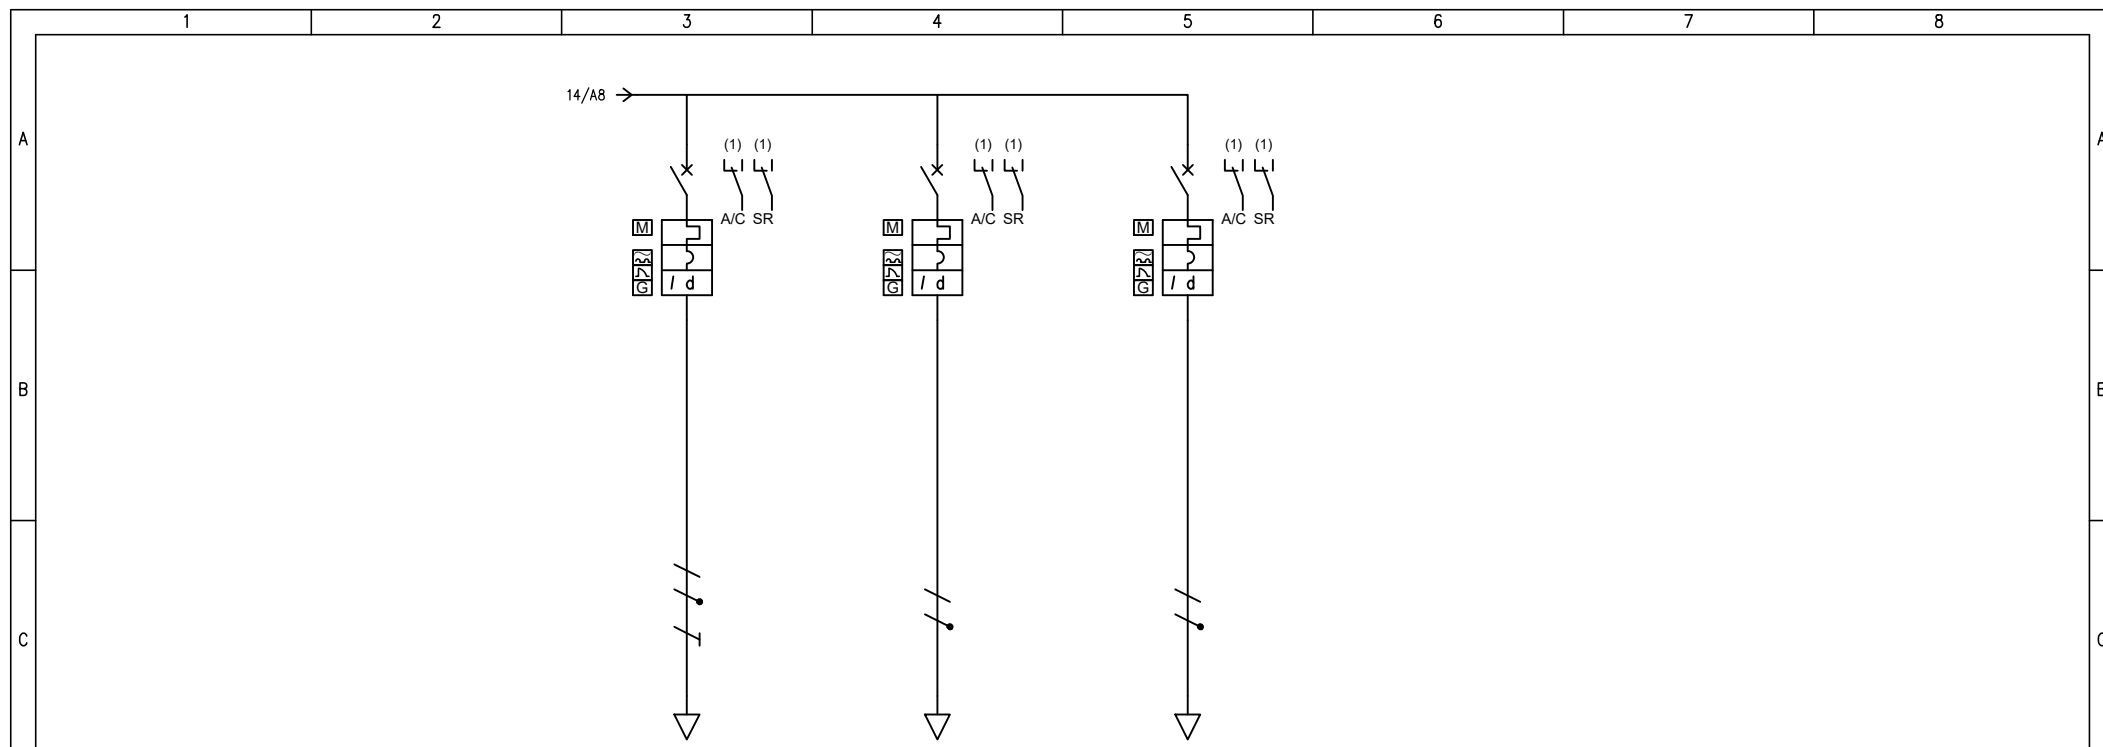 1 2 3 4 5 6 7 8
14/A8
A A
(1) (1) (1) (1) (1) (1)
A/C SR A/C SR A/C SR
M M M
I d I d I d
G G G
B
C